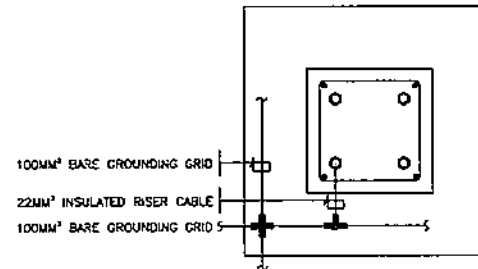 100MM² BARE GROUNDING GRID
22MM² INSULATED RISER CABLE
100MM² BARE GROUNDING GRID